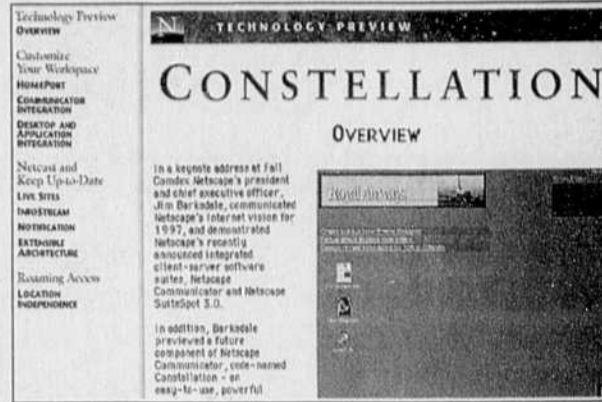 Technology Preview
OVERVIEW
Customize
Your Workspace
HOMEPORT
COMMUNICATOR
INTEGRATION
DESKTOP AND
APPLICATION
INTEGRATION
Netcast and
Keep Up-to-Date
LIVE SITES
INFOSTREAM
NOTIFICATION
EXTENSIBLE
ARCHITECTURE
Roaming Access
LOCATION
INDEPENDENCE
N TECHNOLOGY PREVIEW
CONSTELLATION
OVERVIEW
In a keynote address at Fall
Comdex Netscape's president
and chief executive officer,
Jim Barksdale, communicated
Netscape's Internet vision for
1997, and demonstrated
Netscape's recently
announced integrated
client-server software
suites, Netscape
Communicator and Netscape
SuiteSpot 3.0.
In addition, Barksdale
previewed a future
component of Netscape
Communicator, code-named
Constellation - an
easy-to-use, powerful